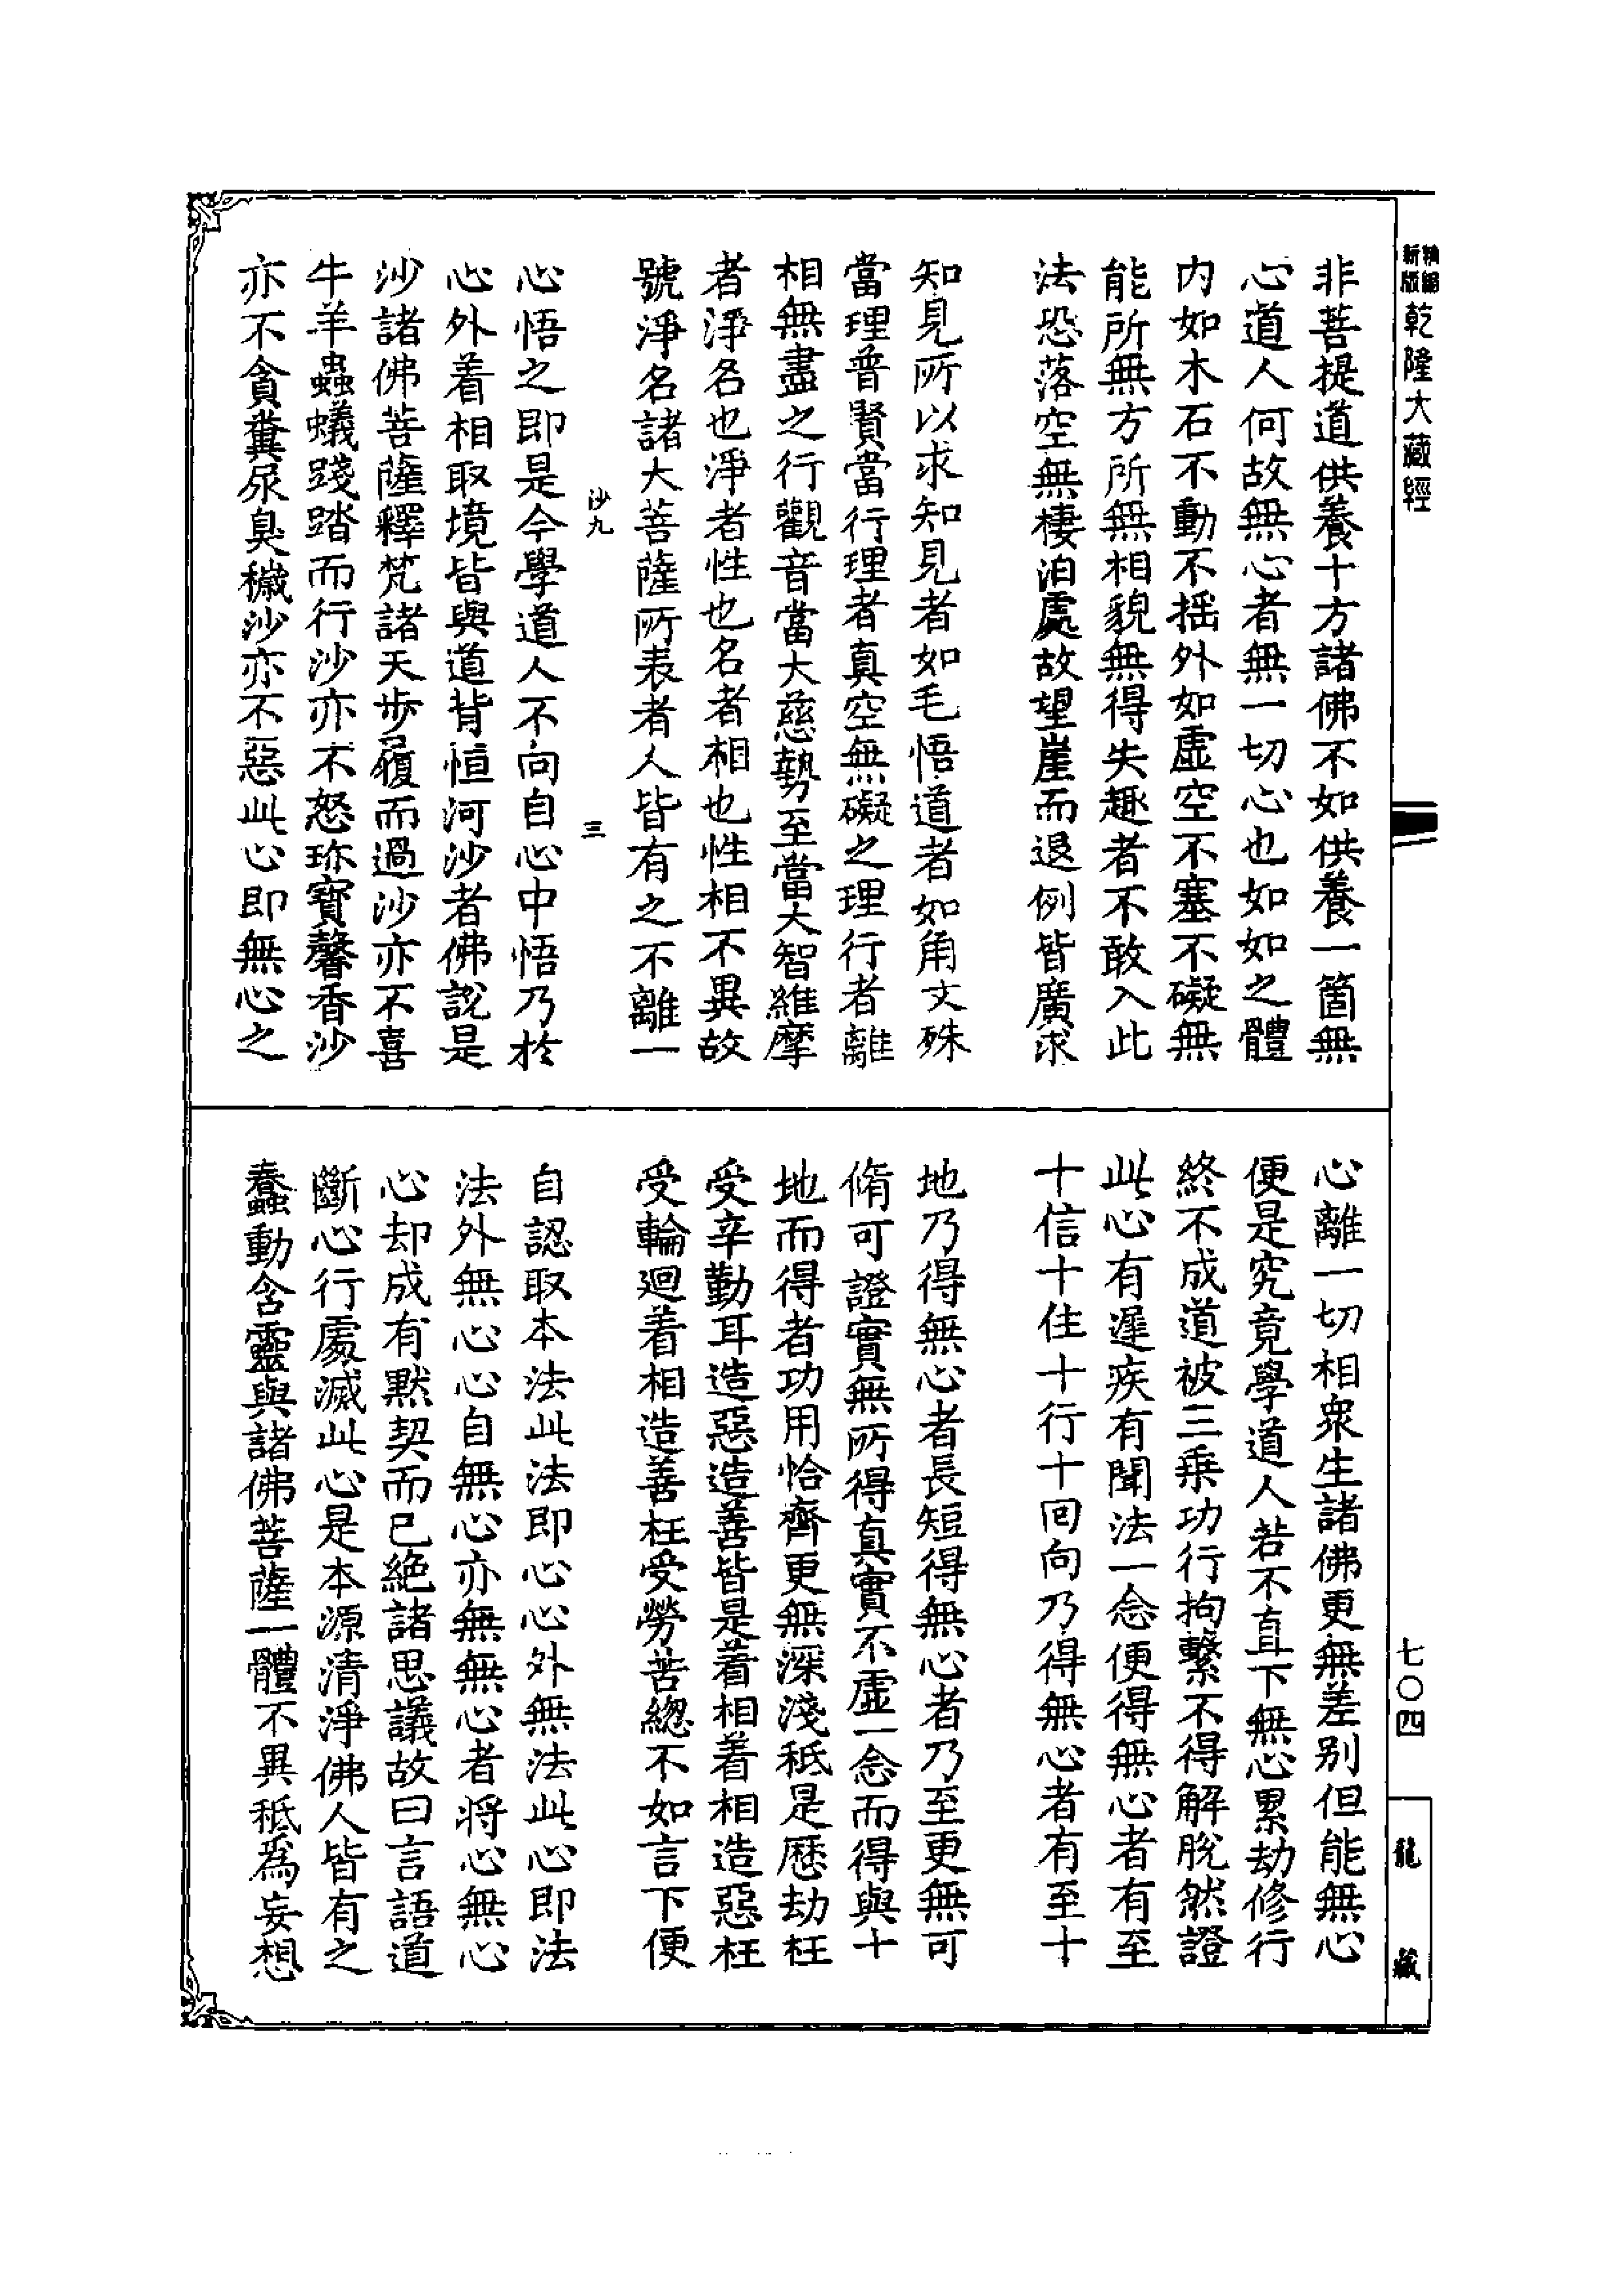 新版
精編
乾隆大藏經
非菩提道供養十方諸佛不如供養一箇無
心道人何故無心者無一切心也如如之體
內如木石不動不搖外如虛空不塞不礙無
能所無方所無相貌無得失趣者不敢入此
法恐落空無棲泊處故望崖而退例皆廣求
知見所以求知見者如毛悟道者如角文殊
當理普賢當行理者真空無礙之理行者離
相無盡之行觀音當大慈勢至當大智維摩
者淨名也淨者性也名者相也性相不異故
號淨名諸大菩薩所表者人皆有之不離一
沙九
三
心悟之即是今學道人不向自心中悟乃於
心外着相取境皆與道背恒河沙者佛說是
沙諸佛菩薩釋梵諸天步履而過沙亦不喜
牛羊蟲蟻踐踏而行沙亦不怒珍寶馨香沙
亦不貪糞尿臭穢沙亦不惡此心即無心之
心離一切相衆生諸佛更無差别但能無心
便是究竟學道人若不直下無心累劫修行
終不成道被三乗功行拘繫不得解脫然證
此心有遲疾有聞法一念便得無心者有至
十信十住十行十回向乃得無心者有至十
地乃得無心者長短得無心者乃至更無可
脩可證實無所得真實不虛一念而得與十
地而得者功用恰齊更無深淺秖是歷劫枉
受辛勤耳造惡造善皆是着相着相造惡枉
受輪迴着相造善枉受勞苦緫不如言下便
自認取本法此法即心心外無法此心即法
法外無心心自無心亦無無心者將心無心
心却成有默契而已絶諸思議故曰言語道
斷心行處滅此心是本源清淨佛人皆有之
蠢動含靈與諸佛菩薩一體不異秖爲妄想
七〇四
龍藏